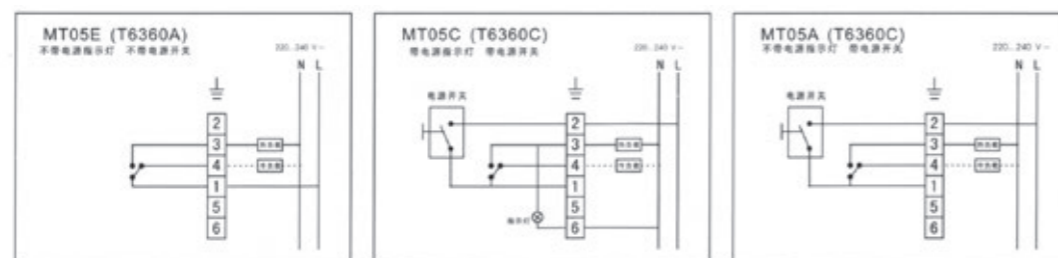 MT05E (T6360A)
不带电源指示灯 不带电源开关
220...240 V~
N L
2
3
4
1
5
6
MT05C (T6360C)
带电源指示灯 带电源开关
220...240 V~
N L
电源开关
2
3
4
1
5
6
指示灯
MT05A (T6360C)
不带电源指示灯 带电源开关
220...240 V~
N L
电源开关
2
3
4
1
5
6